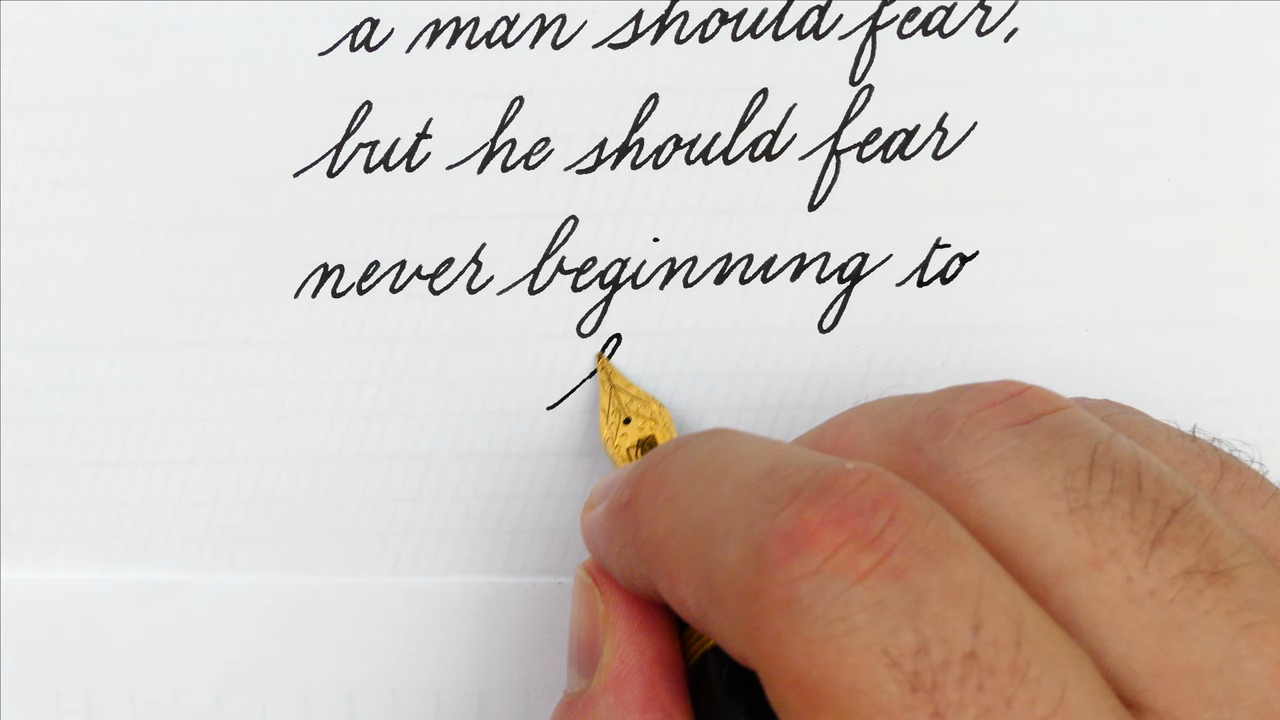 a man should fear,
but he should fear
never beginning to